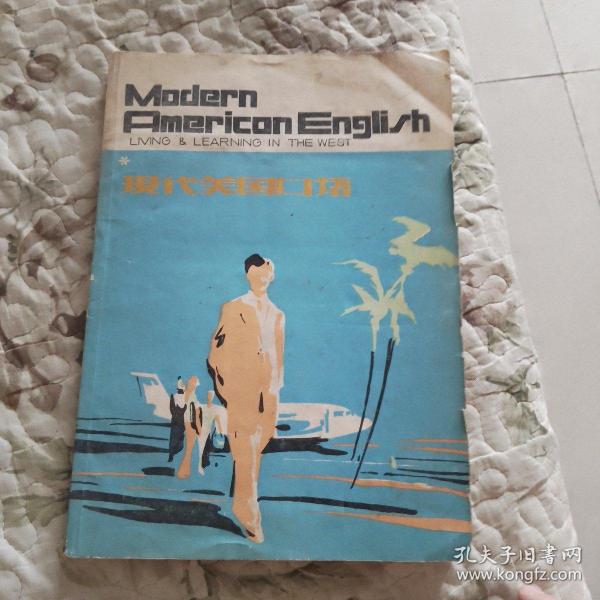 Modern
American English
LIVING & LEARNING IN THE WEST
*
现代美国口语
孔夫子旧书网
www.kongfz.com